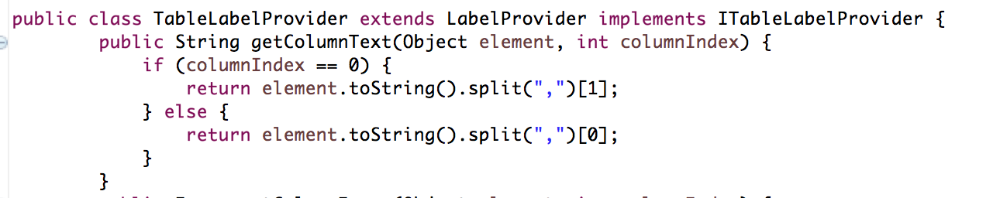 public class TableLabelProvider extends LabelProvider implements ITableLabelProvider {
public String getColumnText(Object element, int columnIndex) {
if (columnIndex == 0) {
return element.toString().split(",")[1];
} else {
return element.toString().split(",")[0];
}
}